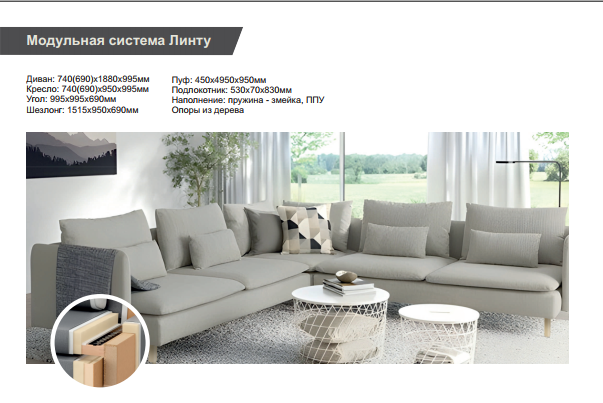 Модульная система Линту
Диван: 740(690)x1880x995мм
Кресло: 740(690)x950x995мм
Угол: 995x995x690мм
Шезлонг: 1515x950x690мм
Пуф: 450x4950x950мм
Подлокотник: 530x70x830мм
Наполнение: пружина - змейка, ППУ
Опоры из дерева